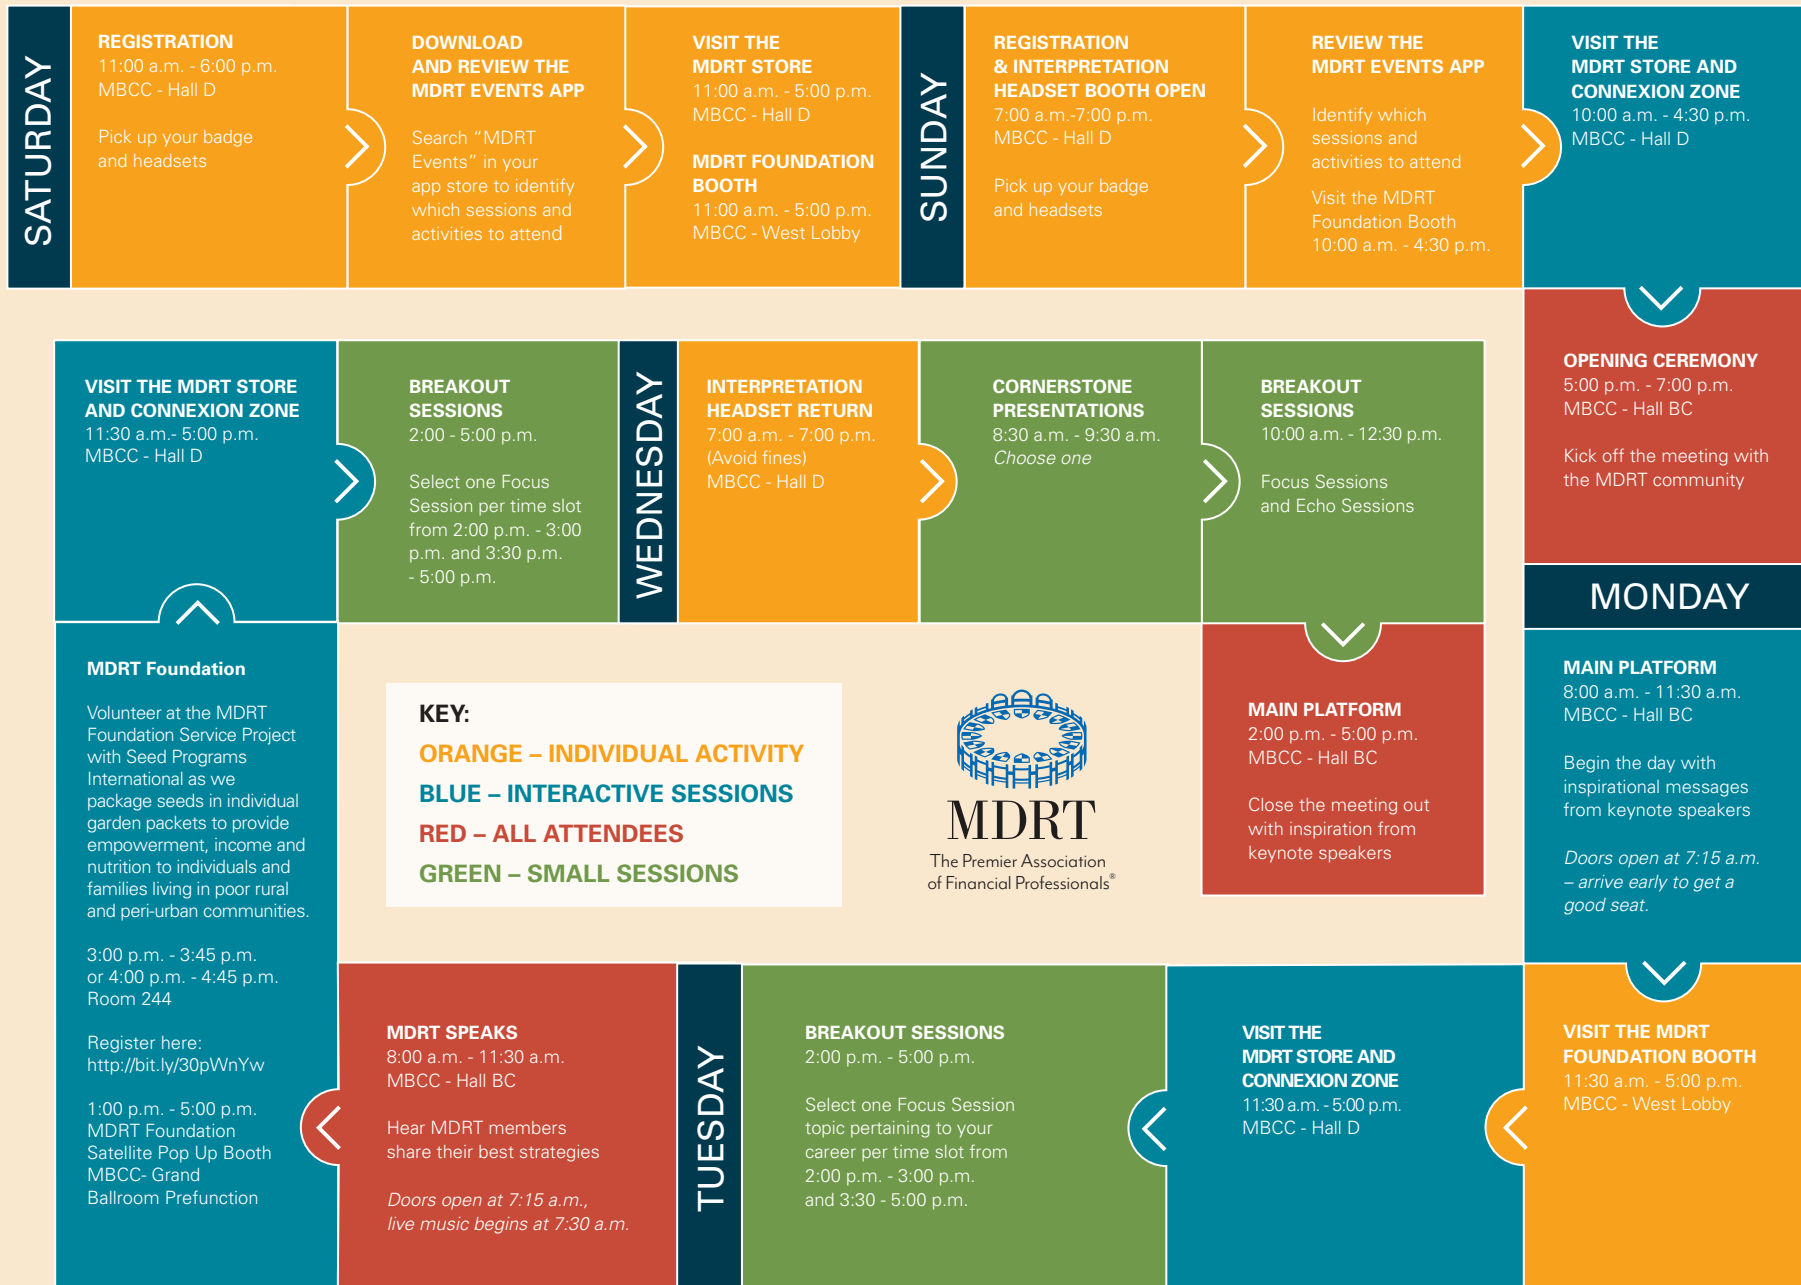 SATURDAY
REGISTRATION
11:00 a.m. - 6:00 p.m.
MBCC - Hall D
Pick up your badge
and headsets
DOWNLOAD
AND REVIEW THE
MDRT EVENTS APP
Search "MDRT
Events" in your
app store to identify
which sessions and
activities to attend
VISIT THE
MDRT STORE
11:00 a.m. - 5:00 p.m.
MBCC - Hall D
MDRT FOUNDATION
BOOTH
11:00 a.m. - 5:00 p.m.
MBCC - West Lobby
SUNDAY
REGISTRATION
& INTERPRETATION
HEADSET BOOTH OPEN
7:00 a.m.-7:00 p.m.
MBCC - Hall D
Pick up your badge
and headsets
REVIEW THE
MDRT EVENTS APP
Identify which
sessions and
activities to attend
Visit the MDRT
Foundation Booth
10:00 a.m. - 4:30 p.m.
VISIT THE
MDRT STORE AND
CONNEXION ZONE
10:00 a.m. - 4:30 p.m.
MBCC - Hall D
OPENING CEREMONY
5:00 p.m. - 7:00 p.m.
MBCC - Hall BC
Kick off the meeting with
the MDRT community
MONDAY
MAIN PLATFORM
8:00 a.m. - 11:30 a.m.
MBCC - Hall BC
Begin the day with
inspirational messages
from keynote speakers
Doors open at 7:15 a.m.
– arrive early to get a
good seat.
VISIT THE MDRT
FOUNDATION BOOTH
11:30 a.m. - 5:00 p.m.
MBCC - West Lobby
VISIT THE
MDRT STORE AND
CONNEXION ZONE
11:30 a.m. - 5:00 p.m.
MBCC - Hall D
BREAKOUT SESSIONS
2:00 p.m. - 5:00 p.m.
Select one Focus Session
topic pertaining to your
career per time slot from
2:00 p.m. - 3:00 p.m.
and 3:30 - 5:00 p.m.
TUESDAY
MDRT SPEAKS
8:00 a.m. - 11:30 a.m.
MBCC - Hall BC
Hear MDRT members
share their best strategies
Doors open at 7:15 a.m.,
live music begins at 7:30 a.m.
MDRT Foundation
Volunteer at the MDRT
Foundation Service Project
with Seed Programs
International as we
package seeds in individual
garden packets to provide
empowerment, income and
nutrition to individuals and
families living in poor rural
and peri-urban communities.
3:00 p.m. - 3:45 p.m.
or 4:00 p.m. - 4:45 p.m.
Room 244
Register here:
http://bit.ly/30pWnYw
1:00 p.m. - 5:00 p.m.
MDRT Foundation
Satellite Pop Up Booth
MBCC- Grand
Ballroom Prefunction
VISIT THE MDRT STORE
AND CONNEXION ZONE
11:30 a.m.- 5:00 p.m.
MBCC - Hall D
BREAKOUT
SESSIONS
2:00 - 5:00 p.m.
Select one Focus
Session per time slot
from 2:00 p.m. - 3:00
p.m. and 3:30 p.m.
- 5:00 p.m.
WEDNESDAY
INTERPRETATION
HEADSET RETURN
7:00 a.m. - 7:00 p.m.
(Avoid fines)
MBCC - Hall D
CORNERSTONE
PRESENTATIONS
8:30 a.m. - 9:30 a.m.
Choose one
BREAKOUT
SESSIONS
10:00 a.m. - 12:30 p.m.
Focus Sessions
and Echo Sessions
MAIN PLATFORM
2:00 p.m. - 5:00 p.m.
MBCC - Hall BC
Close the meeting out
with inspiration from
keynote speakers
KEY:
ORANGE – INDIVIDUAL ACTIVITY
BLUE – INTERACTIVE SESSIONS
RED – ALL ATTENDEES
GREEN – SMALL SESSIONS
MDRT
The Premier Association
of Financial Professionals®